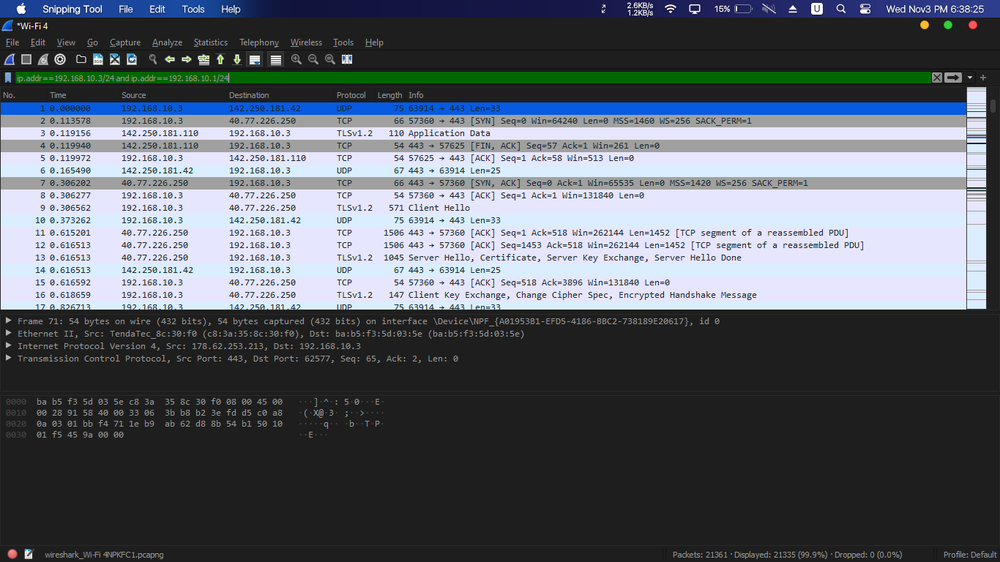 Snipping Tool File Edit Tools Help 2.6KB/s 1.2KB/s 15% U Wed Nov3 PM 6:38:25
*Wi-Fi 4
File Edit View Go Capture Analyze Statistics Telephony Wireless Tools Help
ip.addr==192.168.10.3/24 and ip.addr==192.168.10.1/24
No. Time Source Destination Protocol Length Info
1 0.000000 192.168.10.3 142.250.181.42 UDP 75 63914 → 443 Len=33
2 0.113578 192.168.10.3 40.77.226.250 TCP 66 57360 → 443 [SYN] Seq=0 Win=64240 Len=0 MSS=1460 WS=256 SACK_PERM=1
3 0.119156 142.250.181.110 192.168.10.3 TLSv1.2 110 Application Data
4 0.119940 142.250.181.110 192.168.10.3 TCP 54 443 → 57625 [FIN, ACK] Seq=57 Ack=1 Win=261 Len=0
5 0.119972 192.168.10.3 142.250.181.110 TCP 54 57625 → 443 [ACK] Seq=1 Ack=58 Win=513 Len=0
6 0.165490 142.250.181.42 192.168.10.3 UDP 67 443 → 63914 Len=25
7 0.306202 40.77.226.250 192.168.10.3 TCP 66 443 → 57360 [SYN, ACK] Seq=0 Ack=1 Win=65535 Len=0 MSS=1420 WS=256 SACK_PERM=1
8 0.306277 192.168.10.3 40.77.226.250 TCP 54 57360 → 443 [ACK] Seq=1 Ack=1 Win=131840 Len=0
9 0.306562 192.168.10.3 40.77.226.250 TLSv1.2 571 Client Hello
10 0.373262 192.168.10.3 142.250.181.42 UDP 75 63914 → 443 Len=33
11 0.615201 40.77.226.250 192.168.10.3 TCP 1506 443 → 57360 [ACK] Seq=1 Ack=518 Win=262144 Len=1452 [TCP segment of a reassembled PDU]
12 0.616513 40.77.226.250 192.168.10.3 TCP 1506 443 → 57360 [ACK] Seq=1453 Ack=518 Win=262144 Len=1452 [TCP segment of a reassembled PDU]
13 0.616513 40.77.226.250 192.168.10.3 TLSv1.2 1045 Server Hello, Certificate, Server Key Exchange, Server Hello Done
14 0.616513 142.250.181.42 192.168.10.3 UDP 67 443 → 63914 Len=25
15 0.616592 192.168.10.3 40.77.226.250 TCP 54 57360 → 443 [ACK] Seq=518 Ack=3896 Win=131840 Len=0
16 0.618659 192.168.10.3 40.77.226.250 TLSv1.2 147 Client Key Exchange, Change Cipher Spec, Encrypted Handshake Message
17 0.826713 192.168.10.3 142.250.181.42 UDP 75 63914 → 443 Len=33
Frame 71: 54 bytes on wire (432 bits), 54 bytes captured (432 bits) on interface \Device\NPF_{A01953B1-EFD5-4186-BBC2-738189E20617}, id 0
Ethernet II, Src: TendaTec_8c:30:f0 (c8:3a:35:8c:30:f0), Dst: ba:b5:f3:5d:03:5e (ba:b5:f3:5d:03:5e)
Internet Protocol Version 4, Src: 178.62.253.213, Dst: 192.168.10.3
Transmission Control Protocol, Src Port: 443, Dst Port: 62577, Seq: 65, Ack: 2, Len: 0
0000 ba b5 f3 5d 03 5e c8 3a 35 8c 30 f0 08 00 45 00 ···]·^·: 5·0···E·
0010 00 28 91 58 40 00 33 06 3b b8 b2 3e fd d5 c0 a8 ·(·X@·3· ;··>····
0020 0a 03 01 bb f4 71 1e b9 ab 62 d8 8b 54 b1 50 10 ·····q·· ·b··T·P·
0030 01 f5 45 9a 00 00 ··E···
wireshark_Wi-Fi 4NPKFC1.pcapng Packets: 21361 · Displayed: 21335 (99.9%) · Dropped: 0 (0.0%) Profile: Default